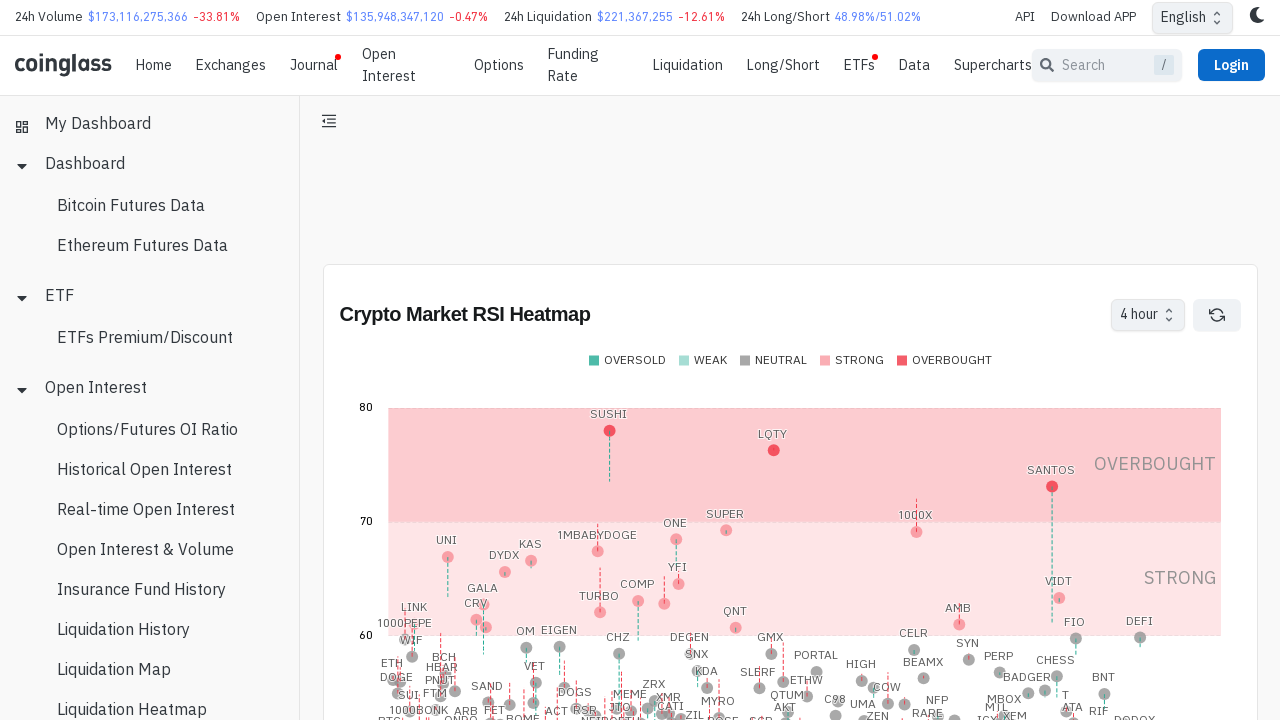 24h Volume $173,116,275,366 -33.81% Open Interest $135,948,347,120 -0.47% 24h Liquidation $221,367,255 -12.61% 24h Long/Short 48.98%/51.02% API Download APP English
coinglass Home Exchanges Journal Open Interest Options Funding Rate Liquidation Long/Short ETFs Data Supercharts Search / Login
My Dashboard
Dashboard
Bitcoin Futures Data
Ethereum Futures Data
ETF
ETFs Premium/Discount
Open Interest
Options/Futures OI Ratio
Historical Open Interest
Real-time Open Interest
Open Interest & Volume
Insurance Fund History
Liquidation History
Liquidation Map
Liquidation Heatmap
Crypto Market RSI Heatmap 4 hour
OVERSOLD WEAK NEUTRAL STRONG OVERBOUGHT
80
SUSHI
LQTY
OVERBOUGHT
SANTOS
70
SUPER 1000X
ONE
1MBABYDOGE
UNI KAS
DYDX
YFI
STRONG
VIDT
COMP
GALA
TURBO
CRV
LINK QNT AMB
1000PEPE FIO DEFI
60
WIF OM EIGEN CHZ DEGEN GMX CELR
SYN
BCH SNX PORTAL PERP
ETH HBAR VET KDA SLERF HIGH BEAMX CHESS
DOGE PNUT SAND ZRX ETHW BADGER BNT
SUI FTM DOGS MEME XMR MYRO QTUM C98 COW NFP MBOX T
1000BONK ARB FET ACT RSR JTO CATI AKT UMA RARE MTL ATA RIF
BOME ZIL ZEN